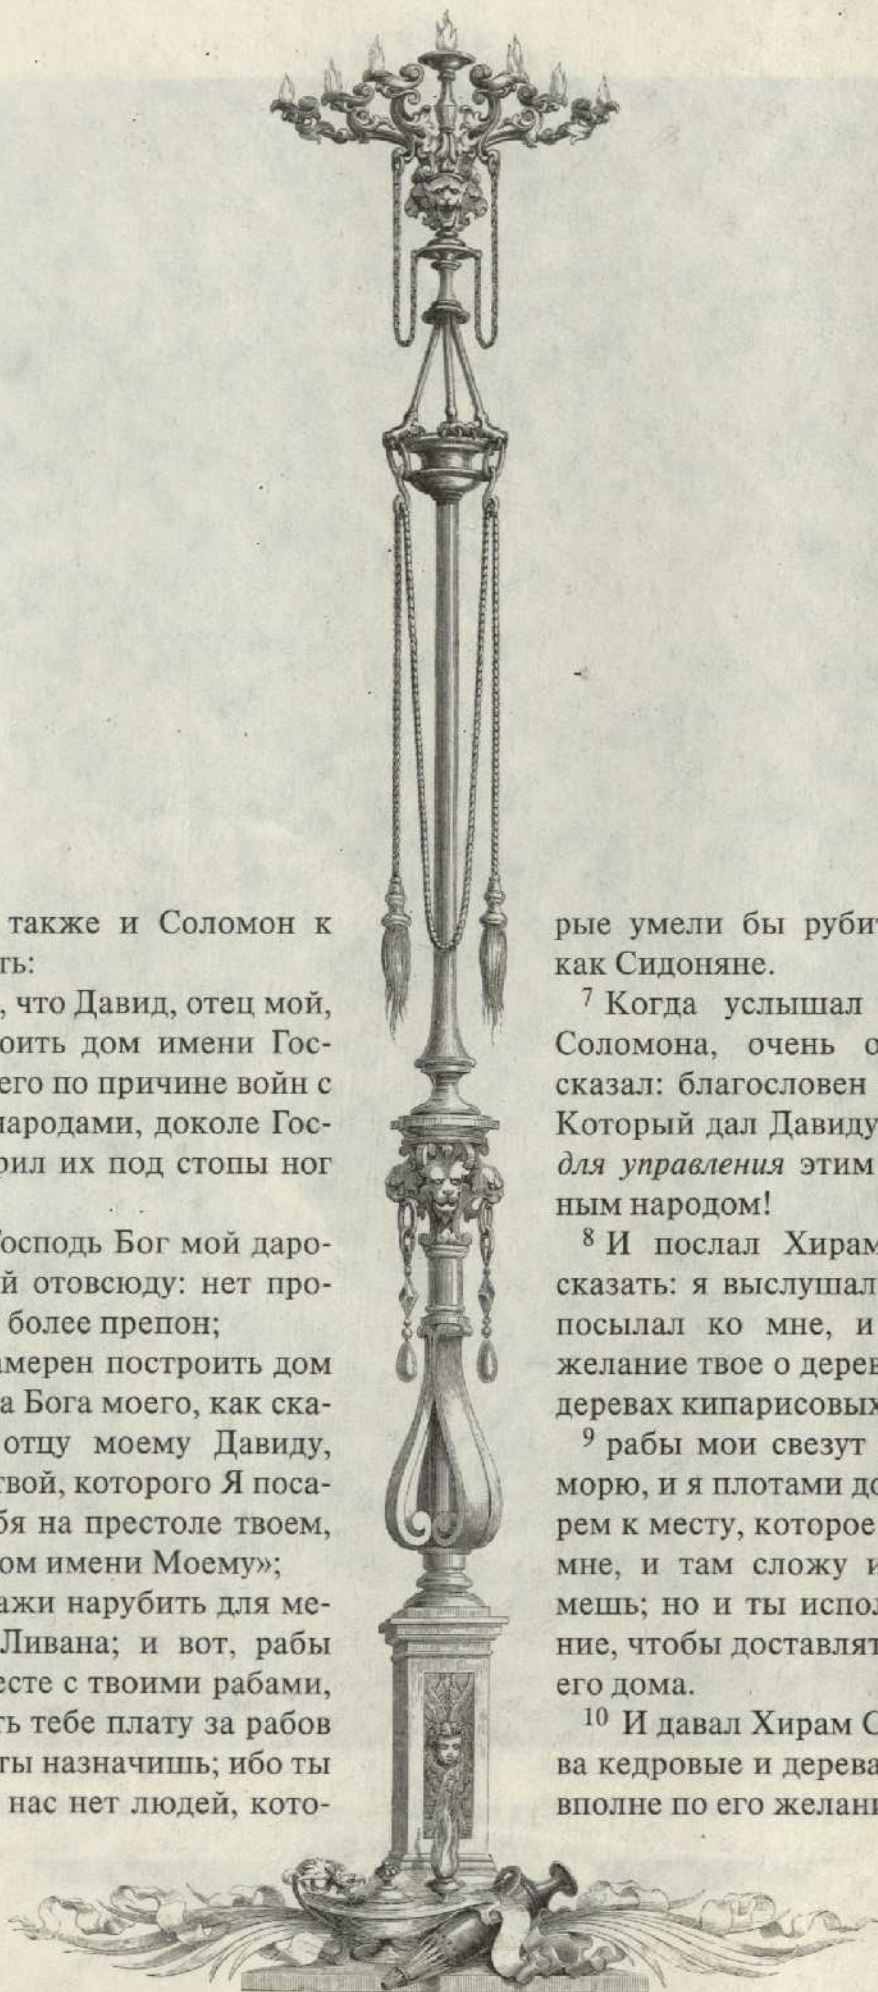 также и Соломон к
ть:
, что Давид, отец мой,
оить дом имени Гос-
его по причине войн с
народами, доколе Гос-
рил их под стопы ног
Господь Бог мой даро-
й отовсюду: нет про-
более препон;
амерен построить дом
а Бога моего, как ска-
отцу моему Давиду,
твой, которого Я поса-
бя на престоле твоем,
ом имени Моему»;
ажи нарубить для ме-
Ливана; и вот, рабы
есте с твоими рабами,
ть тебе плату за рабов
ты назначишь; ибо ты
нас нет людей, кото-
рые умели бы рубит
как Сидоняне.
7 Когда услышал
Соломона, очень о
сказал: благословен
Который дал Давиду
для управления этим
ным народом!
8 И послал Хирам
сказать: я выслушал
посылал ко мне, и
желание твое о дерев
деревах кипарисовых
9 рабы мои свезут
морю, и я плотами до
рем к месту, которое
мне, и там сложу и
мешь; но и ты испол
ние, чтобы доставлят
его дома.
10 И давал Хирам С
ва кедровые и дерева
вполне по его желани